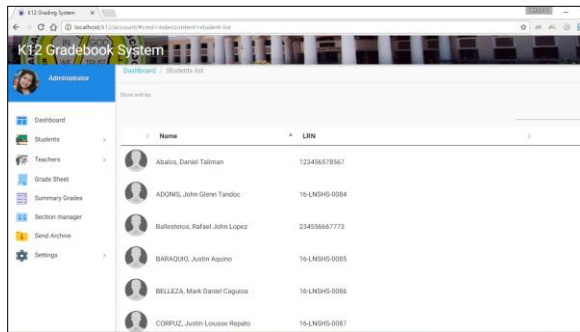 K12 Grading System
localhost/k12/account/#vmd=indexcontent=student-list
K12 Gradebook System
Administrator
Dashboard / Students list
Show entries
Dashboard
Students
Teachers
Grade Sheet
Summary Grades
Section manager
Send Archive
Settings
Name LRN
Abalos, Daniel Taliman 123456578567
ADONIS, John Glenn Tandoc 16-LNSHS-0084
Ballesteros, Rafael John Lopez 234556667773
BARAQUIO, Justin Aquino 16-LNSHS-0085
BELLEZA, Mark Daniel Caguioa 16-LNSHS-0086
CORPUZ, Justin Lorusse Repato 16-LNSHS-0087